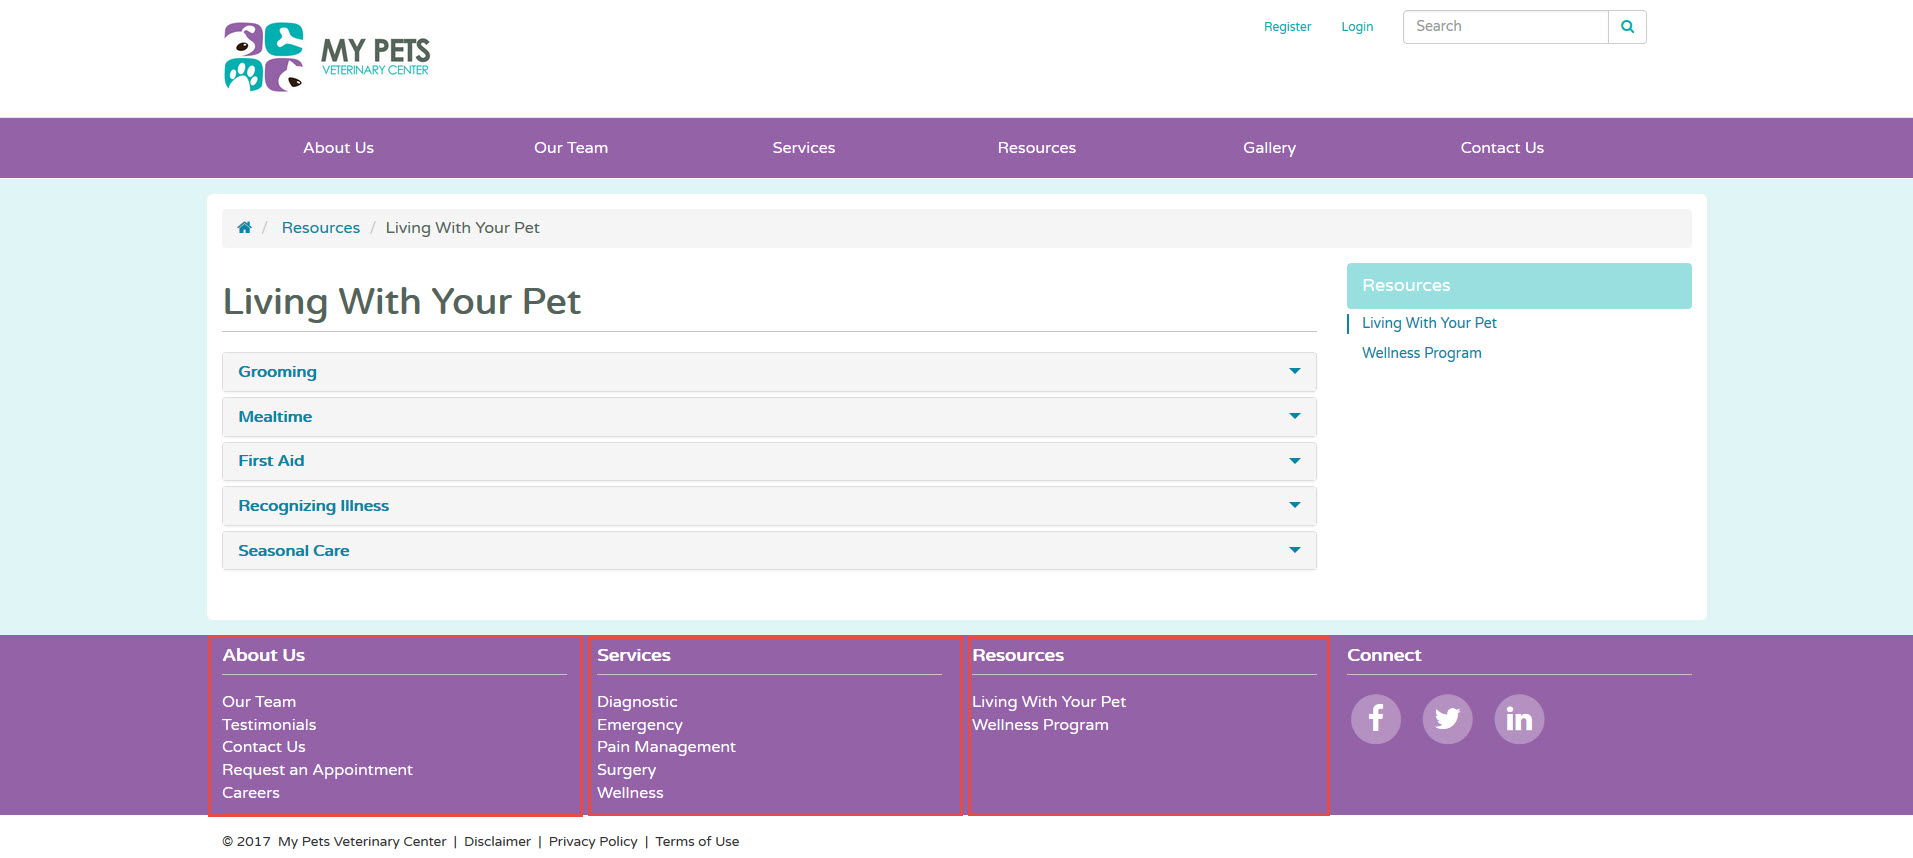 MY PETS
VETERINARY CENTER
Register Login Search
About Us Our Team Services Resources Gallery Contact Us
/ Resources / Living With Your Pet
Living With Your Pet
Grooming
Mealtime
First Aid
Recognizing Illness
Seasonal Care
Resources
Living With Your Pet
Wellness Program
About Us
Our Team
Testimonials
Contact Us
Request an Appointment
Careers
Services
Diagnostic
Emergency
Pain Management
Surgery
Wellness
Resources
Living With Your Pet
Wellness Program
Connect
© 2017 My Pets Veterinary Center | Disclaimer | Privacy Policy | Terms of Use